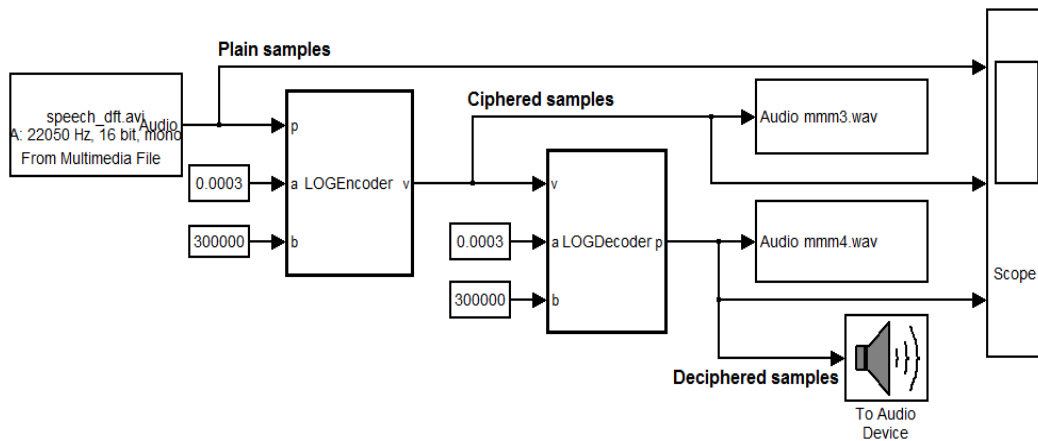 Plain samples
speech_dft.avi
Audio
A: 22050 Hz, 16 bit, mono
From Multimedia File
p
0.0003
a LOGEncoder v
300000
b
Ciphered samples
Audio mmm3.wav
v
0.0003
a LOGDecoder p
300000
b
Audio mmm4.wav
Scope
Deciphered samples
To Audio
Device